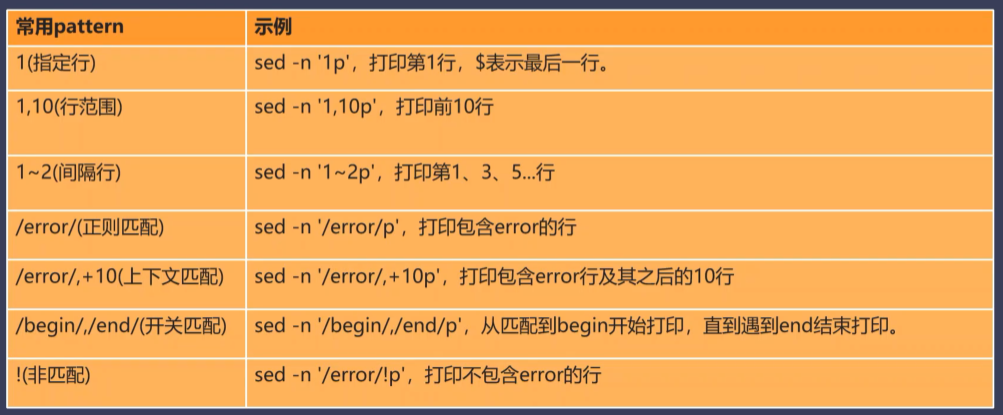 常用pattern 示例
1(指定行) sed -n '1p'，打印第1行，$表示最后一行。
1,10(行范围) sed -n '1,10p'，打印前10行
1~2(间隔行) sed -n '1~2p'，打印第1、3、5...行
/error/(正则匹配) sed -n '/error/p'，打印包含error的行
/error/,+10(上下文匹配) sed -n '/error/,+10p'，打印包含error行及其之后的10行
/begin/,/end/(开关匹配) sed -n '/begin/,/end/p'，从匹配到begin开始打印，直到遇到end结束打印。
!(非匹配) sed -n '/error/!p'，打印不包含error的行